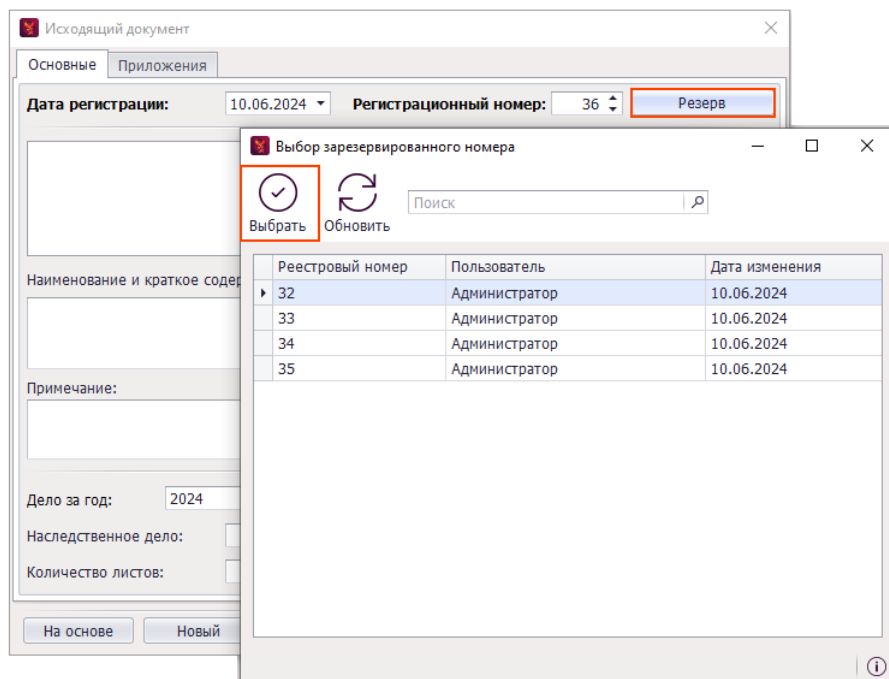 Исходящий документ
Основные Приложения
Дата регистрации: 10.06.2024 Регистрационный номер: 36 Резерв
Выбор зарезервированного номера
Выбрать Обновить Поиск
Реестровый номер Пользователь Дата изменения
32 Администратор 10.06.2024
33 Администратор 10.06.2024
34 Администратор 10.06.2024
35 Администратор 10.06.2024
Наименование и краткое содер
Примечание:
Дело за год: 2024
Наследственное дело:
Количество листов:
На основе Новый